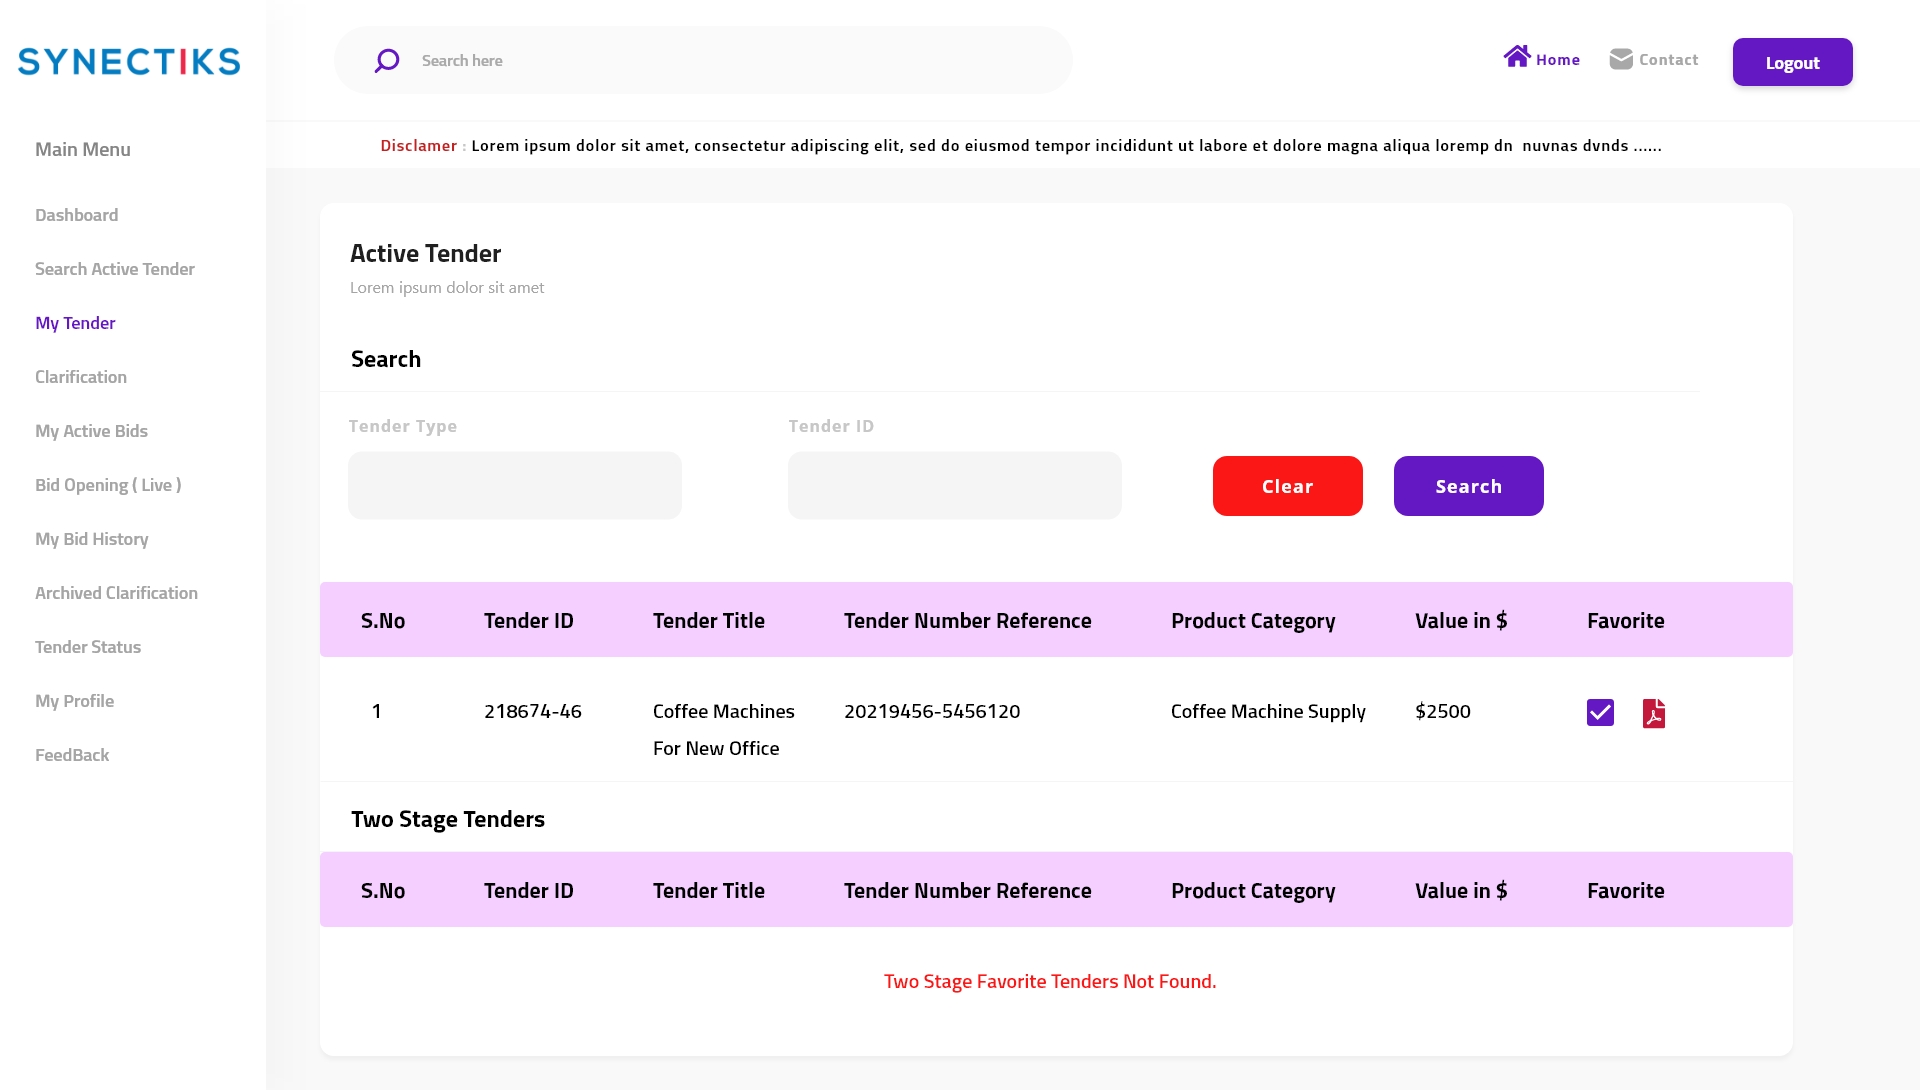 SYNECTIKS
Search here
Home
Contact
Logout
Disclamer : Lorem ipsum dolor sit amet, consectetur adipiscing elit, sed do eiusmod tempor incididunt ut labore et dolore magna aliqua loremp dn  nuvnas dvnds ......
Main Menu
Dashboard
Search Active Tender
My Tender
Clarification
My Active Bids
Bid Opening ( Live )
My Bid History
Archived Clarification
Tender Status
My Profile
FeedBack
Active Tender
Lorem ipsum dolor sit amet
Search
Tender Type
Tender ID
Clear
Search
S.No Tender ID Tender Title Tender Number Reference Product Category Value in $ Favorite
1 218674-46 Coffee Machines 20219456-5456120 Coffee Machine Supply $2500
For New Office
Two Stage Tenders
S.No Tender ID Tender Title Tender Number Reference Product Category Value in $ Favorite
Two Stage Favorite Tenders Not Found.